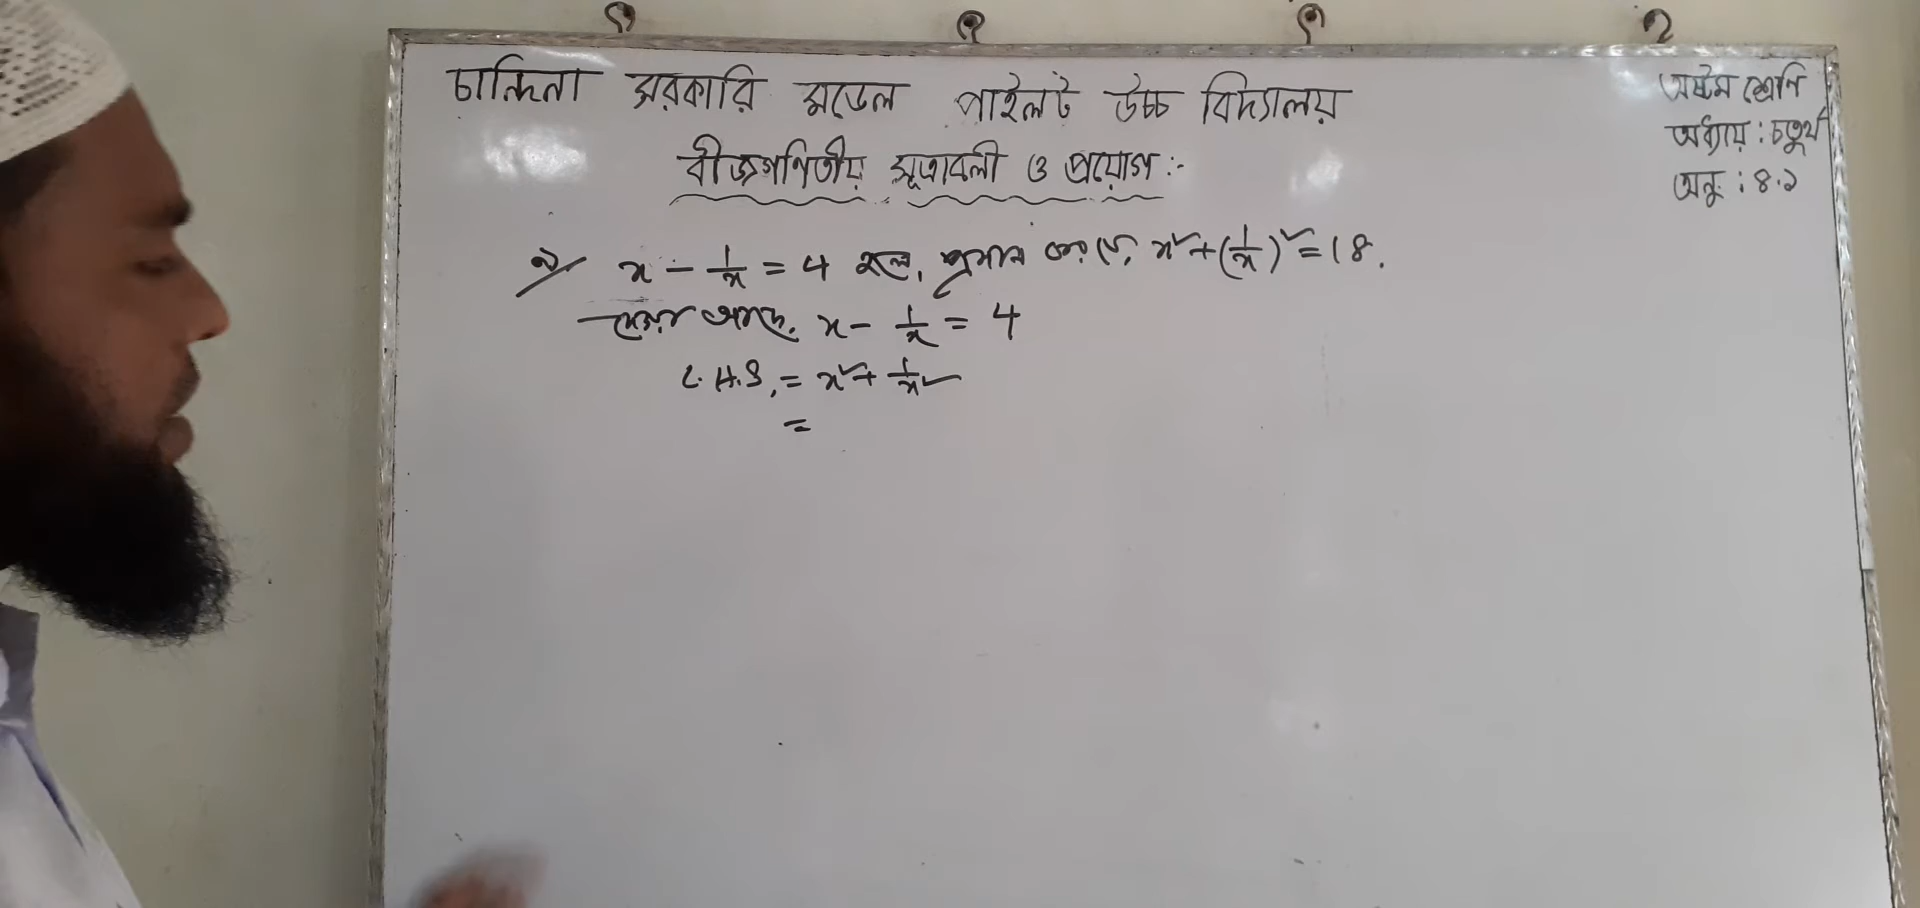 চান্দিনা সরকারি মডেল পাইলট উচ্চ বিদ্যালয়
বীজগণিতীয় সূত্রাবলী ও প্রয়োগ :-
অষ্টম শ্রেণি
অধ্যায় : চতুর্থ
অনু: : ৪.১
৯/ x - 1/x = 4 হলে, প্রমাণ কর যে, x² + (1/x)² = 18.
দেওয়া আছে, x - 1/x = 4
L.H.S. = x² + 1/x²
=